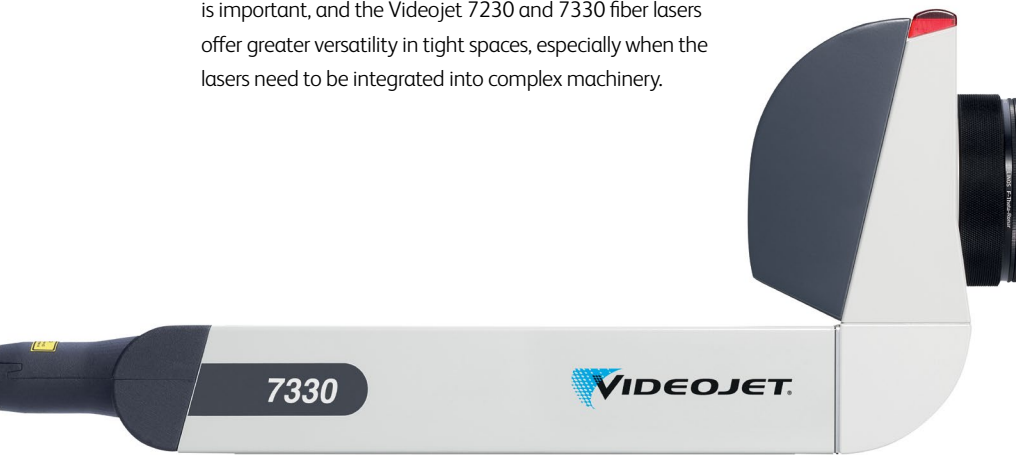 is important, and the Videojet 7230 and 7330 fiber lasers
offer greater versatility in tight spaces, especially when the
lasers need to be integrated into complex machinery.
7330
VIDEOJET.